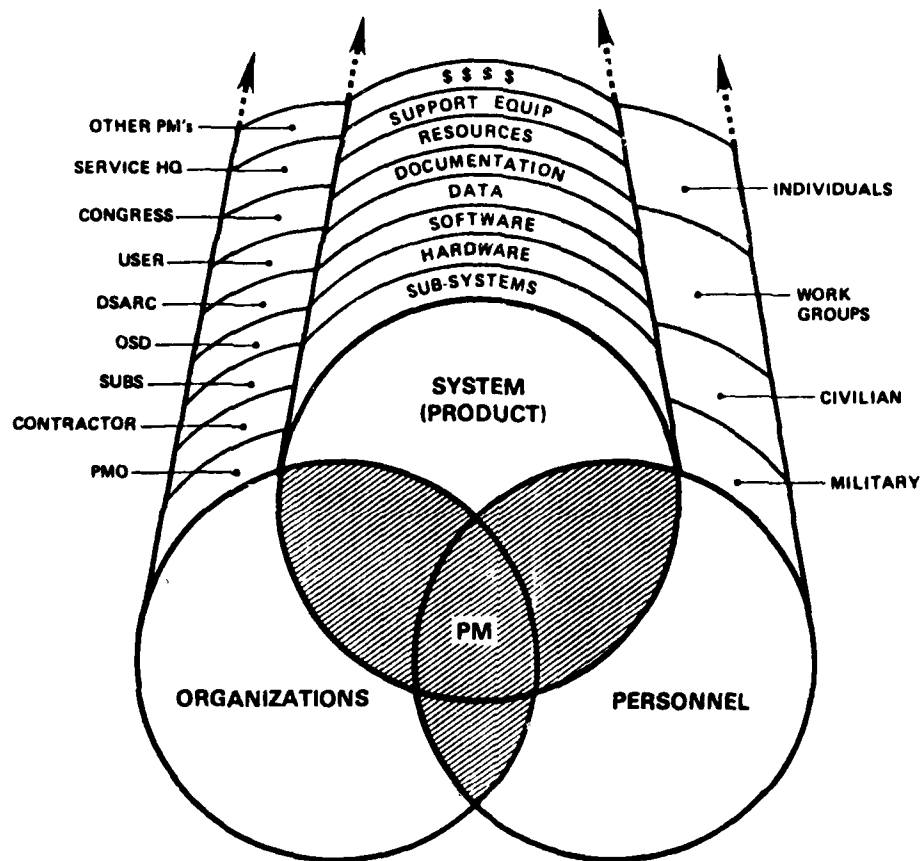 $ $ $ $
SUPPORT EQUIP
RESOURCES
DOCUMENTATION
DATA
SOFTWARE
HARDWARE
SUB-SYSTEMS
OTHER PM's
SERVICE HQ
CONGRESS
USER
DSARC
OSD
SUBS
CONTRACTOR
PMO
INDIVIDUALS
WORK
GROUPS
CIVILIAN
MILITARY
SYSTEM
(PRODUCT)
PM
ORGANIZATIONS
PERSONNEL